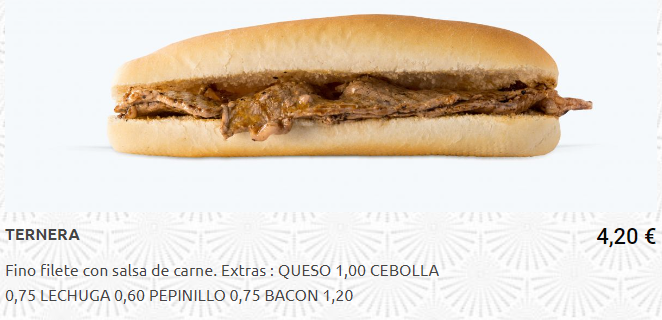 TERNERA 4,20 €
Fino filete con salsa de carne. Extras : QUESO 1,00 CEBOLLA
0,75 LECHUGA 0,60 PEPINILLO 0,75 BACON 1,20